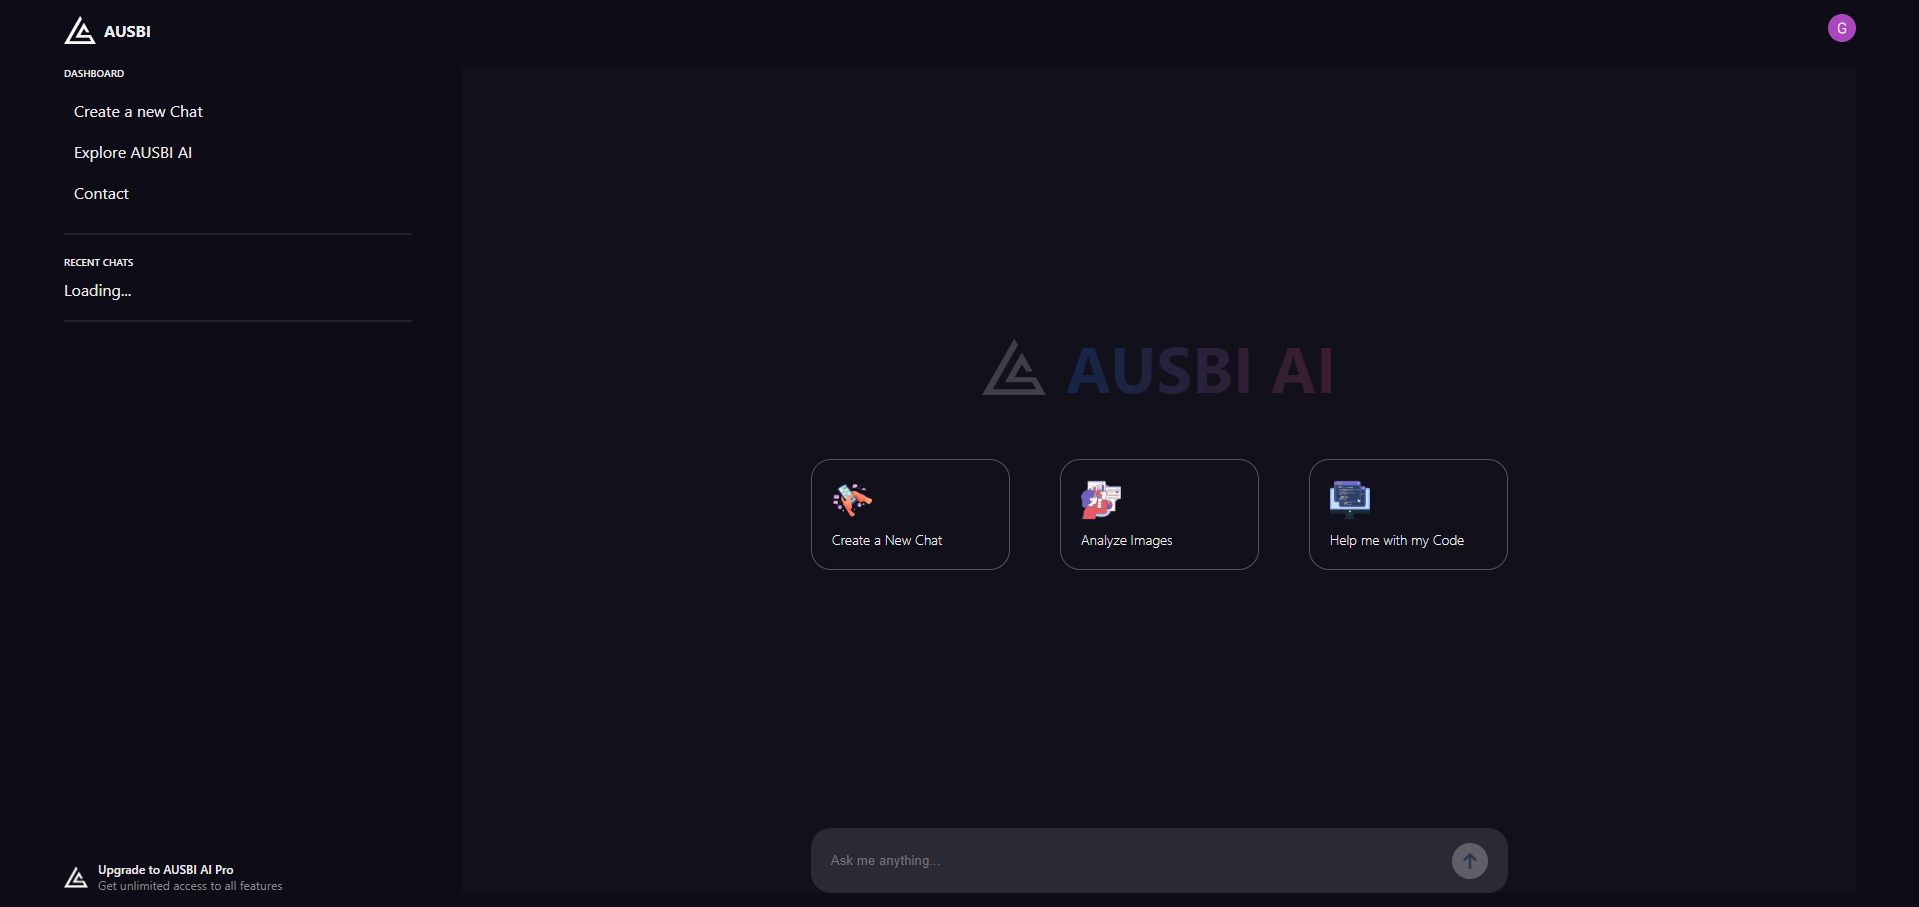 AUSBI
G
DASHBOARD
Create a new Chat
Explore AUSBI AI
Contact
RECENT CHATS
Loading...
AUSBI AI
Create a New Chat
Analyze Images
Help me with my Code
Ask me anything...
Upgrade to AUSBI AI Pro
Get unlimited access to all features